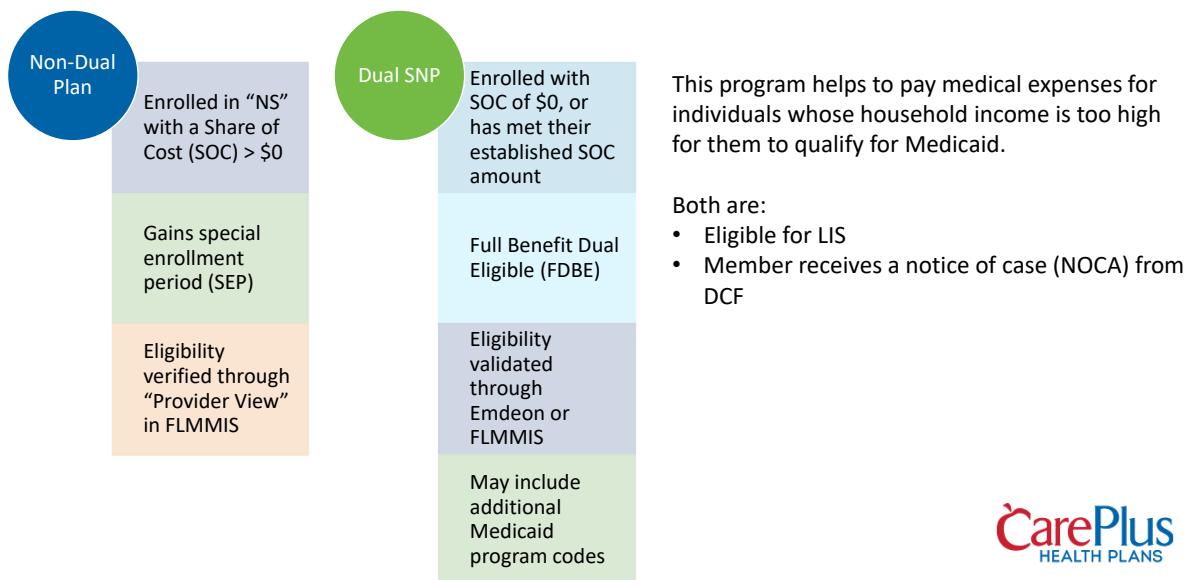 Non-Dual
Plan
Enrolled in “NS”
with a Share of
Cost (SOC) > $0
Gains special
enrollment
period (SEP)
Eligibility
verified through
“Provider View”
in FLMMIS
Dual SNP
Enrolled with
SOC of $0, or
has met their
established SOC
amount
Full Benefit Dual
Eligible (FDBE)
Eligibility
validated
through
Emdeon or
FLMMIS
May include
additional
Medicaid
program codes
This program helps to pay medical expenses for
individuals whose household income is too high
for them to qualify for Medicaid.
Both are:
• Eligible for LIS
• Member receives a notice of case (NOCA) from
DCF
CarePlus
HEALTH PLANS